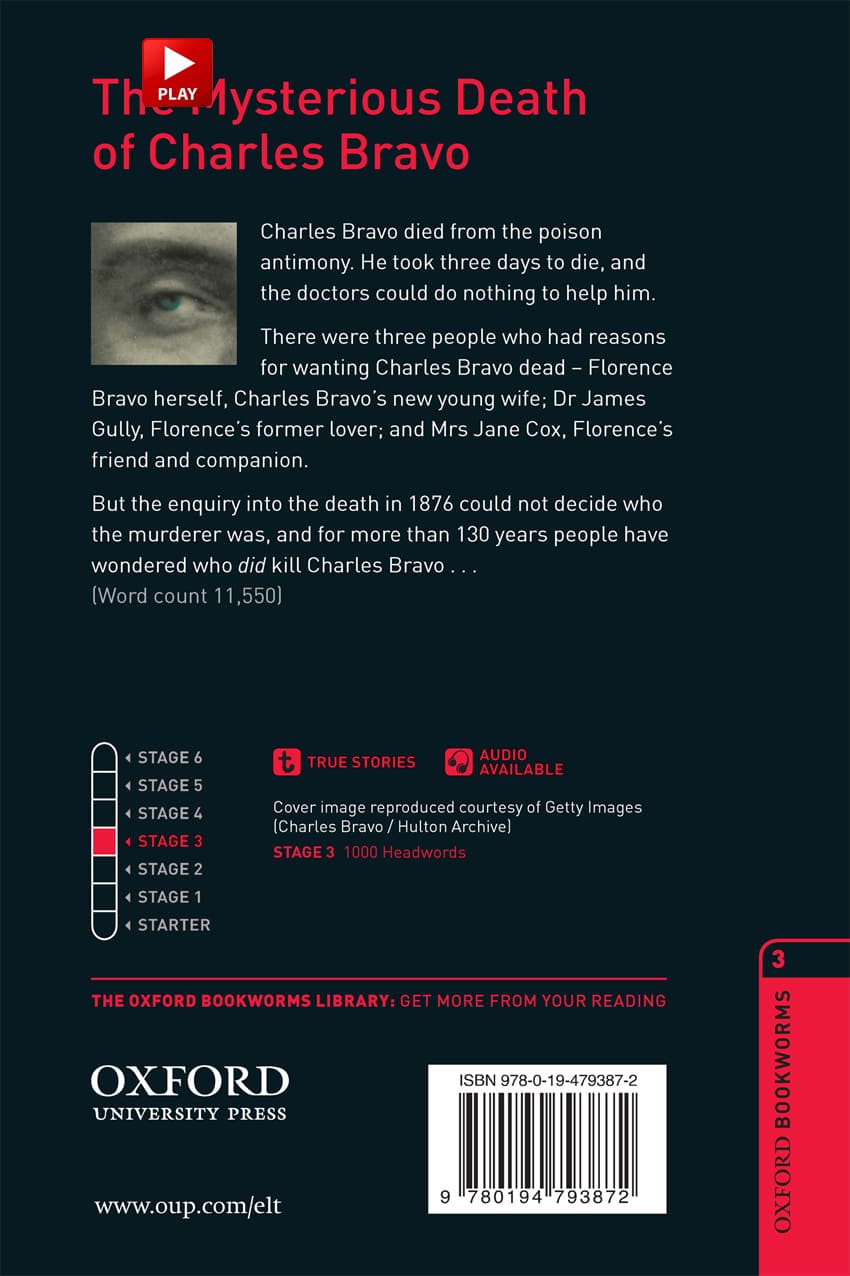 PLAY
The Mysterious Death
of Charles Bravo
Charles Bravo died from the poison
antimony. He took three days to die, and
the doctors could do nothing to help him.
There were three people who had reasons
for wanting Charles Bravo dead – Florence
Bravo herself, Charles Bravo's new young wife; Dr James
Gully, Florence's former lover; and Mrs Jane Cox, Florence's
friend and companion.
But the enquiry into the death in 1876 could not decide who
the murderer was, and for more than 130 years people have
wondered who did kill Charles Bravo . . .
(Word count 11,550)
STAGE 6
STAGE 5
STAGE 4
STAGE 3
STAGE 2
STAGE 1
STARTER
t TRUE STORIES
AUDIO
AVAILABLE
Cover image reproduced courtesy of Getty Images
(Charles Bravo / Hulton Archive)
STAGE 3 1000 Headwords
3
OXFORD BOOKWORMS
THE OXFORD BOOKWORMS LIBRARY: GET MORE FROM YOUR READING
OXFORD
UNIVERSITY PRESS
www.oup.com/elt
ISBN 978-0-19-479387-2
9 780194 793872